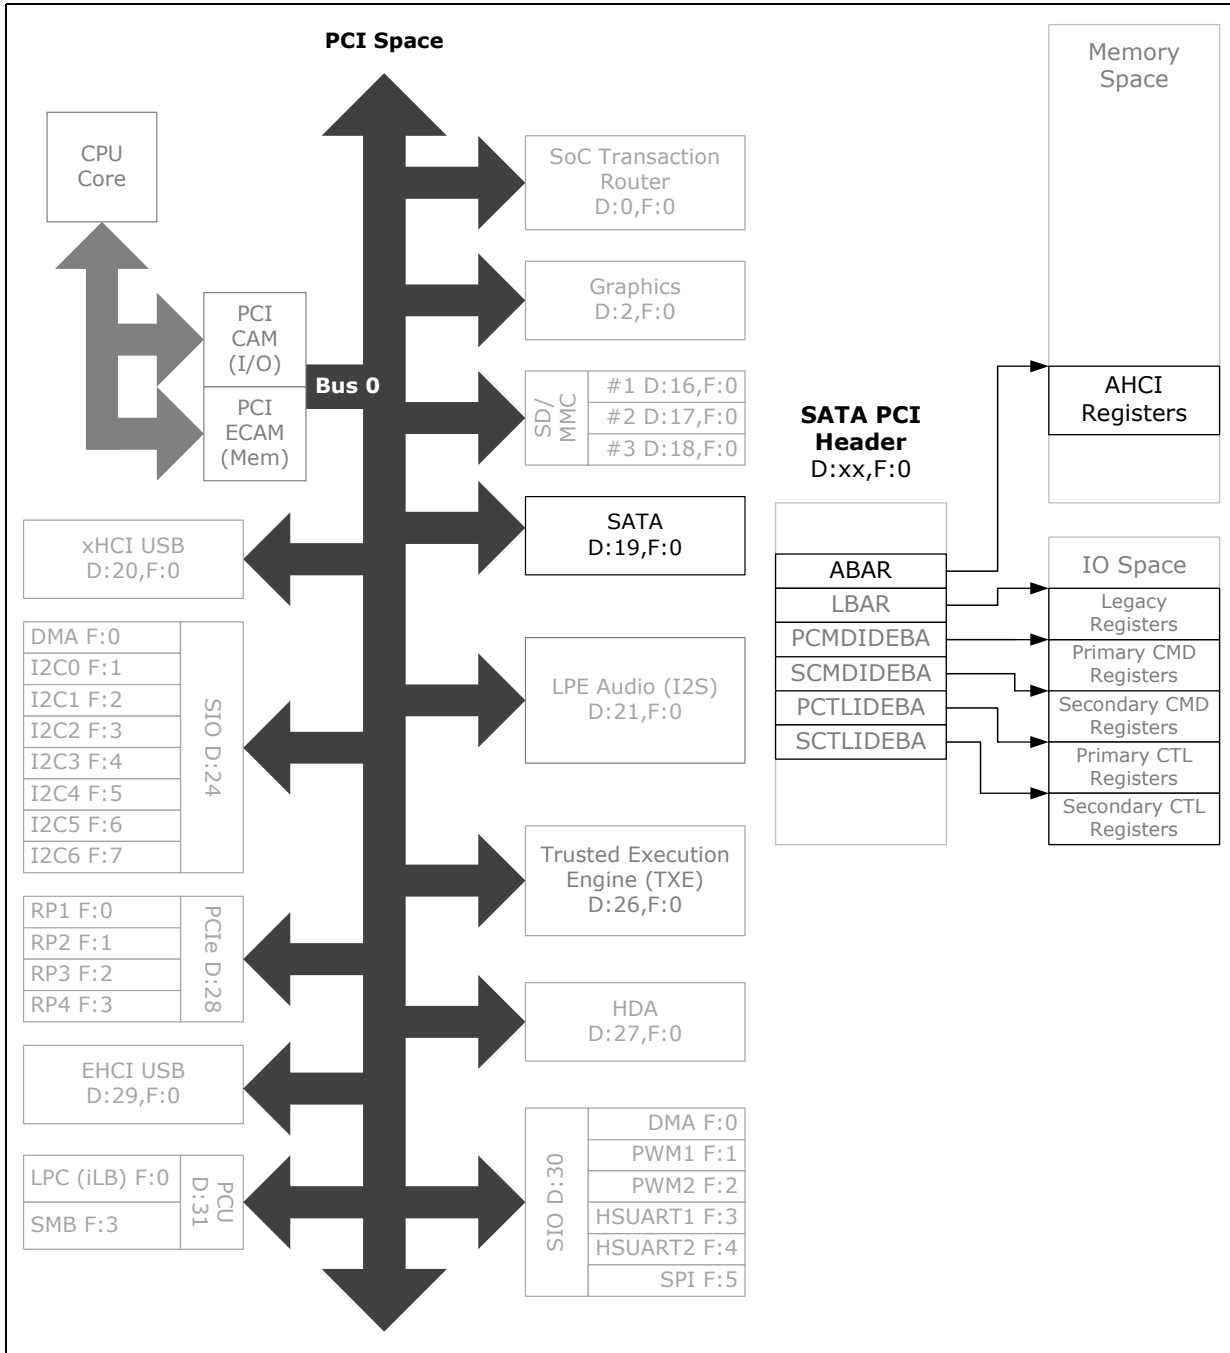 PCI Space
CPU
Core
PCI
CAM
(I/O)
PCI
ECAM
(Mem)
Bus 0
SoC Transaction
Router
D:0,F:0
Graphics
D:2,F:0
SD/
MMC
#1 D:16,F:0
#2 D:17,F:0
#3 D:18,F:0
SATA
D:19,F:0
xHCI USB
D:20,F:0
DMA F:0
I2C0 F:1
I2C1 F:2
I2C2 F:3
I2C3 F:4
I2C4 F:5
I2C5 F:6
I2C6 F:7
SIO D:24
LPE Audio (I2S)
D:21,F:0
Trusted Execution
Engine (TXE)
D:26,F:0
RP1 F:0
RP2 F:1
RP3 F:2
RP4 F:3
PCIe D:28
HDA
D:27,F:0
EHCI USB
D:29,F:0
LPC (iLB) F:0
SMB F:3
PCU
D:31
SIO D:30
DMA F:0
PWM1 F:1
PWM2 F:2
HSUART1 F:3
HSUART2 F:4
SPI F:5
SATA PCI
Header
D:xx,F:0
ABAR
LBAR
PCMDIDEBA
SCMDIDEBA
PCTLIDEBA
SCTLIDEBA
Memory
Space
AHCI
Registers
IO Space
Legacy
Registers
Primary CMD
Registers
Secondary CMD
Registers
Primary CTL
Registers
Secondary CTL
Registers